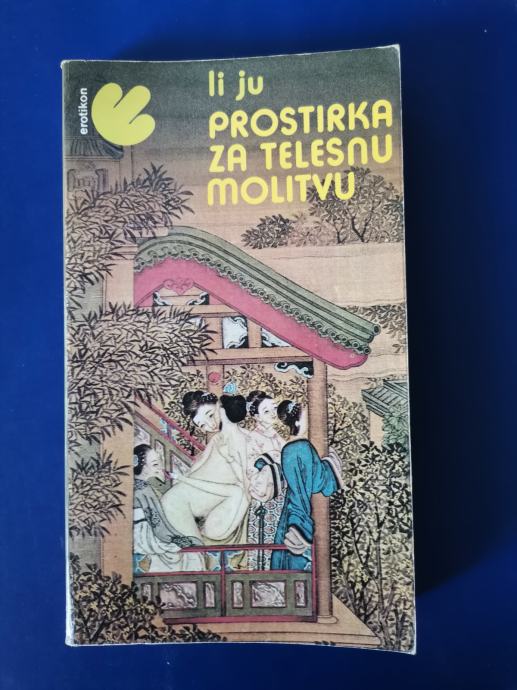 erotikon
li ju
PROSTIRKA
ZA TELESNU
MOLITVU